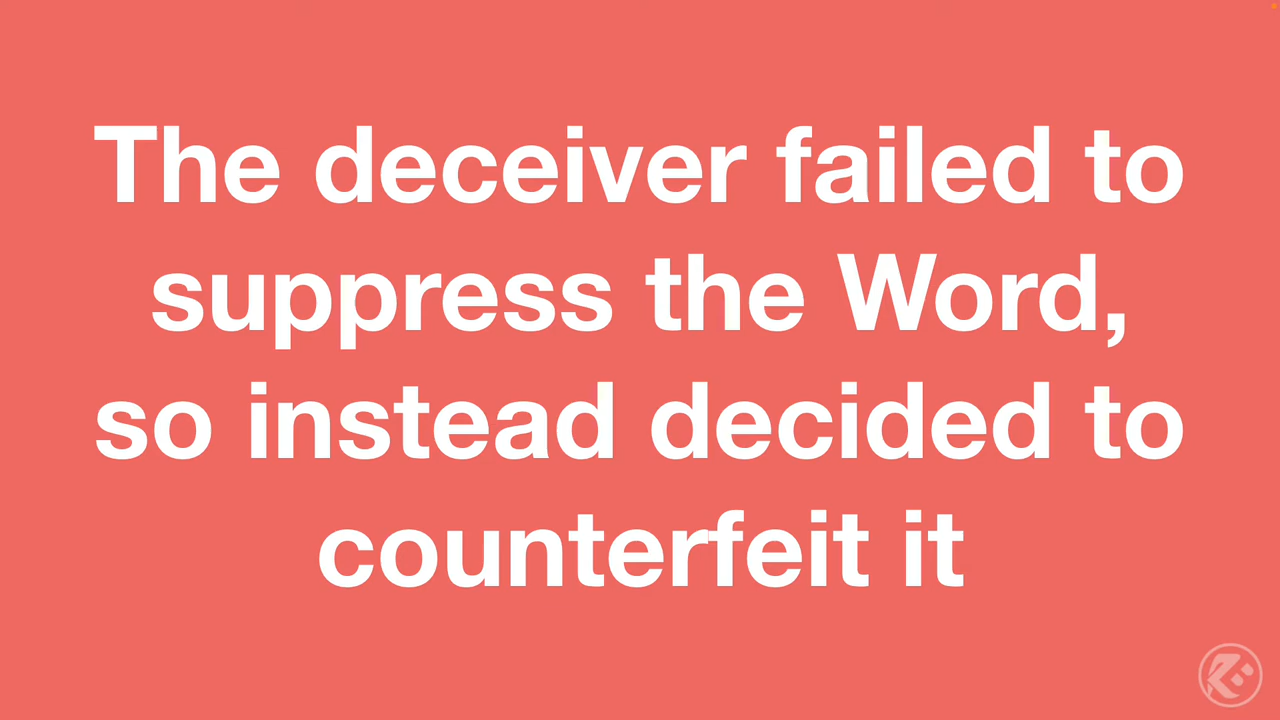 The deceiver failed to
suppress the Word,
so instead decided to
counterfeit it